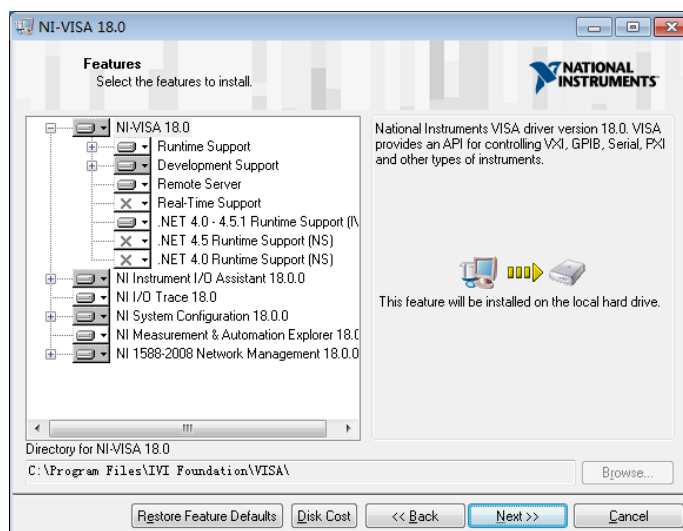 NI-VISA 18.0
Features
Select the features to install.
NATIONAL
INSTRUMENTS
NI-VISA 18.0
Runtime Support
Development Support
Remote Server
Real-Time Support
.NET 4.0 - 4.5.1 Runtime Support (I\
.NET 4.5 Runtime Support (NS)
.NET 4.0 Runtime Support (NS)
NI Instrument I/O Assistant 18.0.0
NI I/O Trace 18.0
NI System Configuration 18.0.0
NI Measurement & Automation Explorer 18.(
NI 1588-2008 Network Management 18.0.0
National Instruments VISA driver version 18.0. VISA
provides an API for controlling VXI, GPIB, Serial, PXI
and other types of instruments.
This feature will be installed on the local hard drive.
Directory for NI-VISA 18.0
C:\Program Files\IVI Foundation\VISA\
Browse...
Restore Feature Defaults
Disk Cost
<< Back
Next >>
Cancel